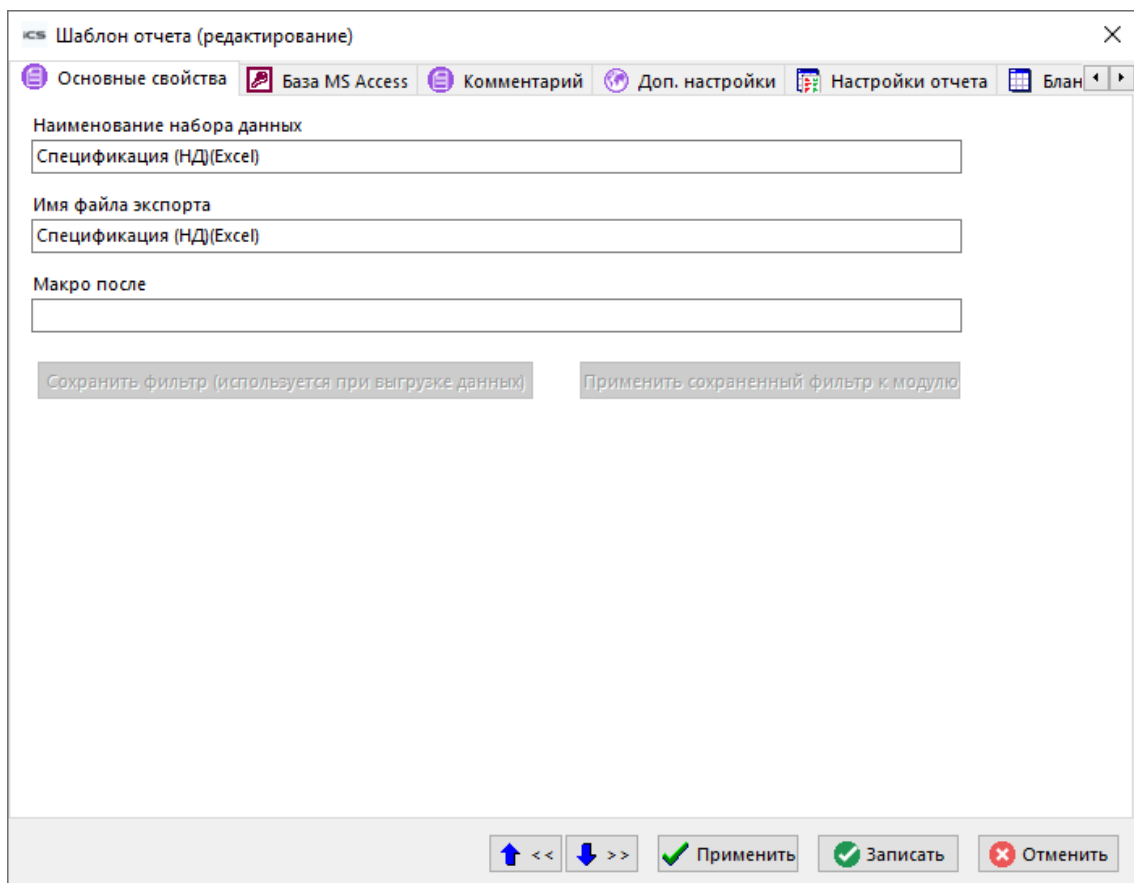 iCS Шаблон отчета (редактирование)
Основные свойства База MS Access Комментарий Доп. настройки Настройки отчета Блан
Наименование набора данных
Спецификация (НД)(Excel)
Имя файла экспорта
Спецификация (НД)(Excel)
Макро после
Сохранить фильтр (используется при выгрузке данных) Применить сохраненный фильтр к модулю
<< >> Применить Записать Отменить